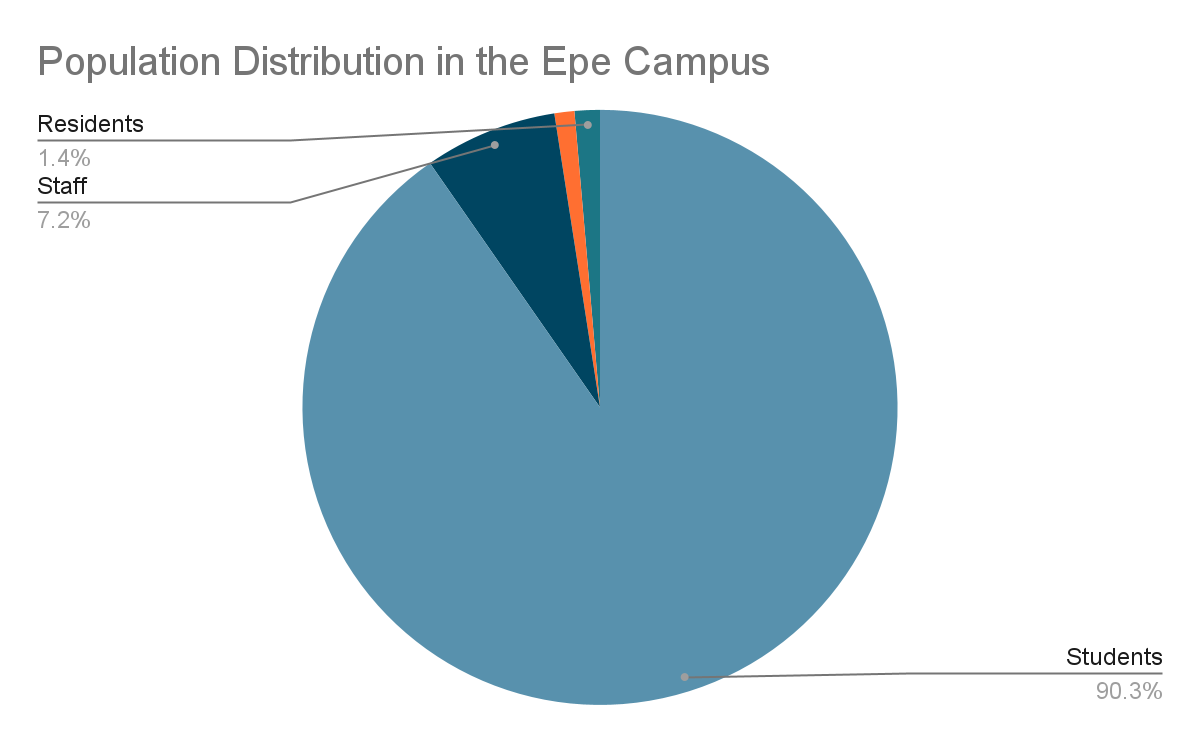 Population Distribution in the Epe Campus
Residents
1.4%
Staff
7.2%
Students
90.3%